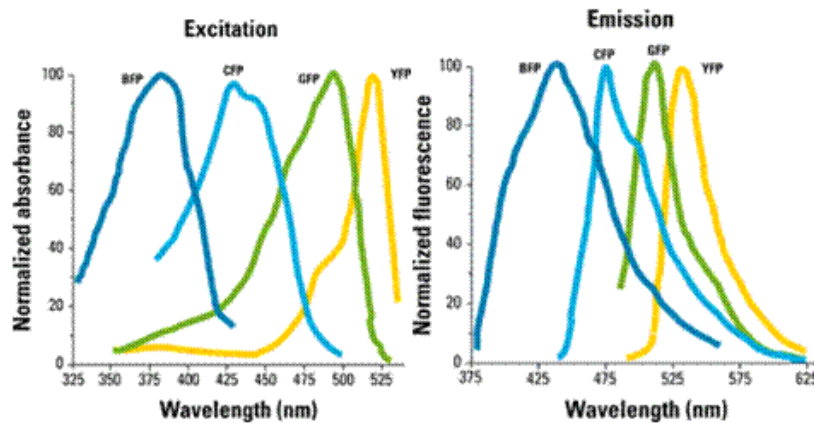 Excitation
Normalized absorbance
100
80
60
40
20
0
BFP
CFP
GFP
YFP
325 350 375 400 425 450 475 500 525
Wavelength (nm)
Emission
Normalized fluorescence
100
80
60
40
20
0
BFP
CFP
GFP
YFP
375 425 475 525 575 625
Wavelength (nm)